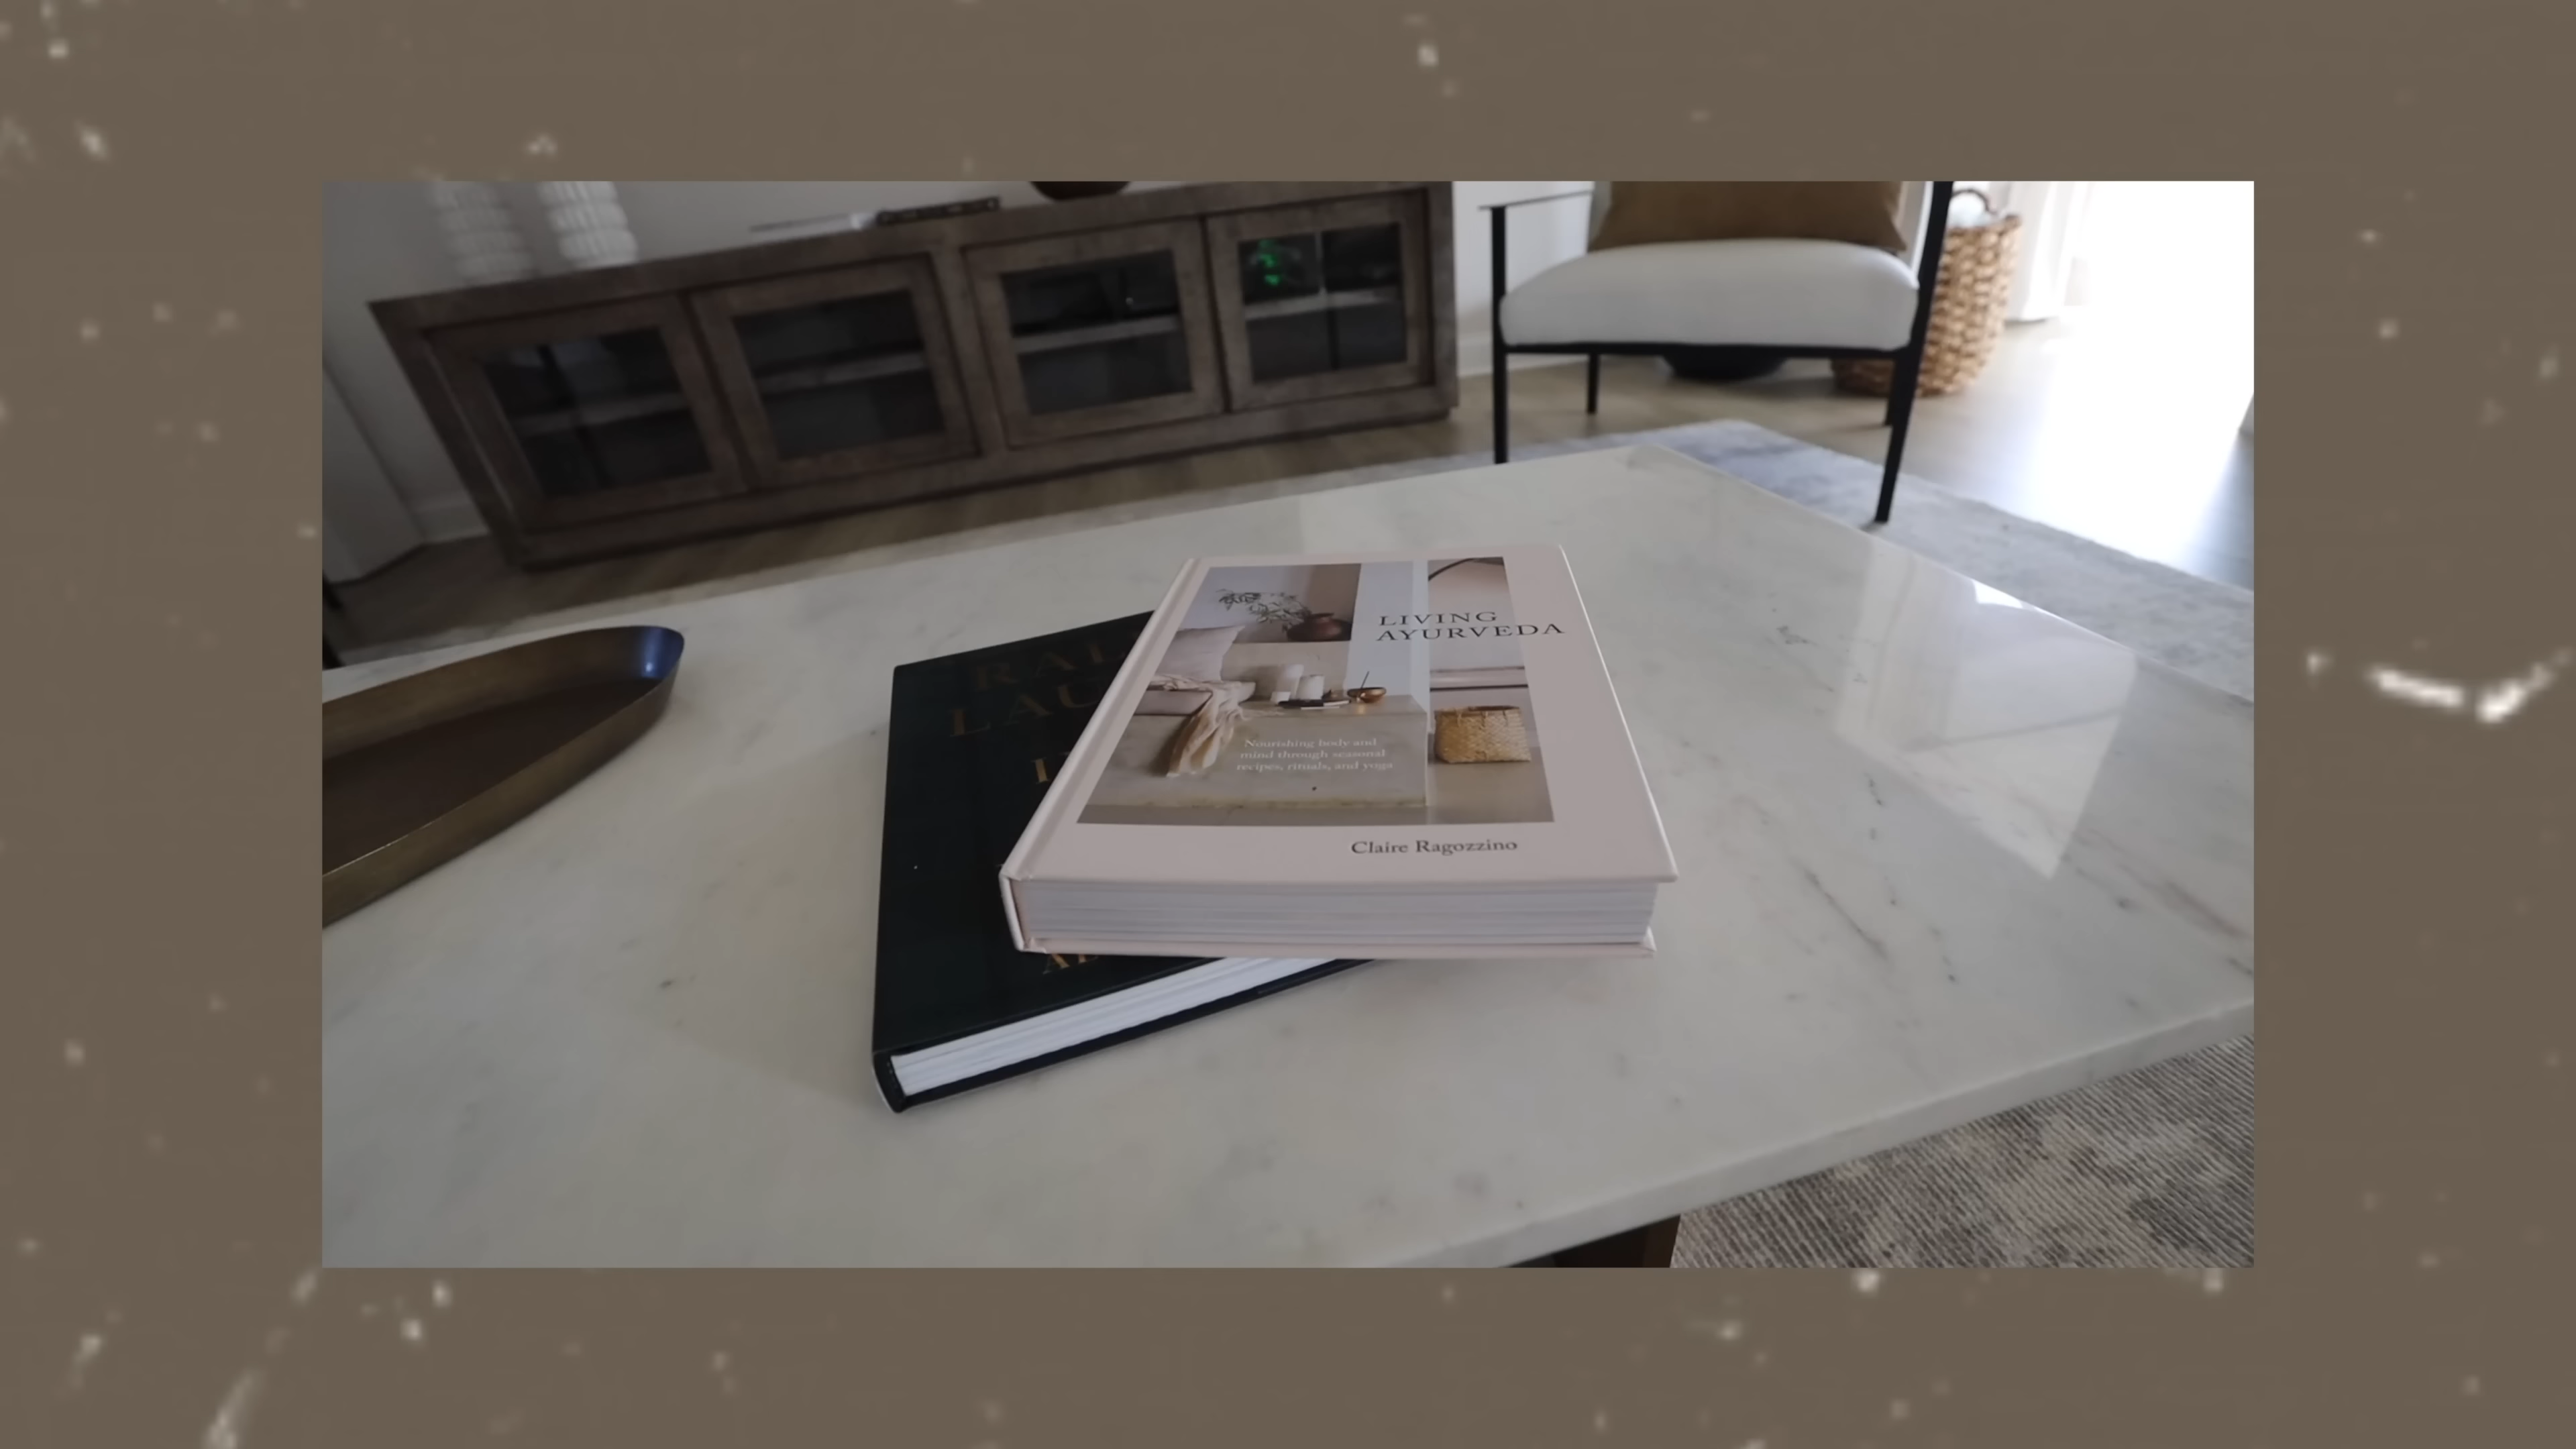 LIVING
AYURVEDA
Nourishing body and
mind through seasonal
recipes, rituals, and yoga
Claire Ragozzino